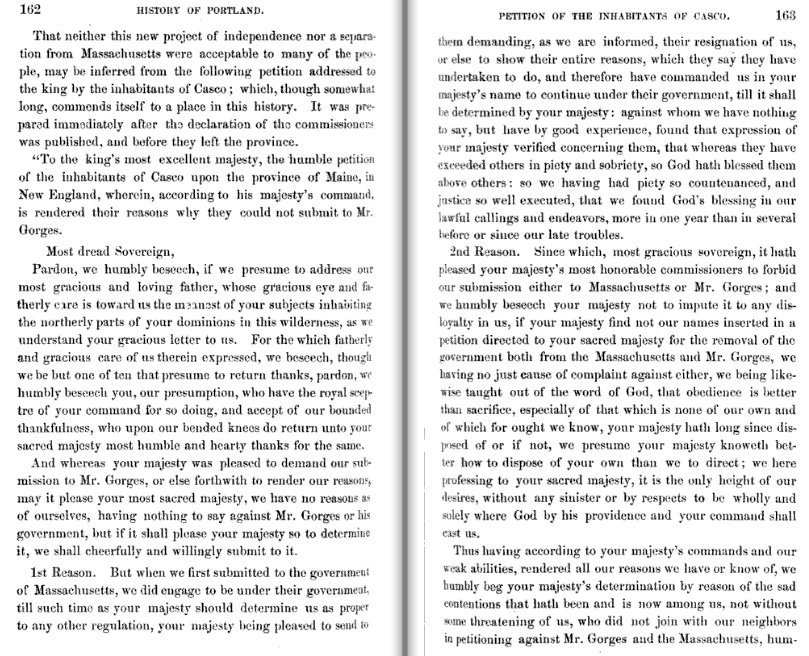 162 HISTORY OF PORTLAND.
That neither this new project of independence nor a separa-
tion from Massachusetts were acceptable to many of the peo-
ple, may be inferred from the following petition addressed to
the king by the inhabitants of Casco; which, though somewhat
long, commends itself to a place in this history. It was pre-
pared immediately after the declaration of the commissioners
was published, and before they left the province.
“To the king's most excellent majesty, the humble petition
of the inhabitants of Casco upon the province of Maine, in
New England, wherein, according to his majesty's command,
is rendered their reasons why they could not submit to Mr.
Gorges.
Most dread Sovereign,
Pardon, we humbly beseech, if we presume to address our
most gracious and loving father, whose gracious eye and fa-
therly care is toward us the meanest of your subjects inhabiting
the northerly parts of your dominions in this wilderness, as we
understand your gracious letter to us. For the which fatherly
and gracious care of us therein expressed, we beseech, though
we be but one of ten that presume to return thanks, pardon, we
humbly beseech you, our presumption, who have the royal scep-
tre of your command for so doing, and accept of our bounded
thankfulness, who upon our bended knees do return unto your
sacred majesty most humble and hearty thanks for the same.
And whereas your majesty was pleased to demand our sub-
mission to Mr. Gorges, or else forthwith to render our reasons,
may it please your most sacred majesty, we have no reasons as
of ourselves, having nothing to say against Mr. Gorges or his
government, but if it shall please your majesty so to determine
it, we shall cheerfully and willingly submit to it.
1st Reason. But when we first submitted to the government
of Massachusetts, we did engage to be under their government,
till such time as your majesty should determine us as proper
to any other regulation, your majesty being pleased to send to
PETITION OF THE INHABITANTS OF CASCO. 163
them demanding, as we are informed, their resignation of us,
or else to show their entire reasons, which they say they have
undertaken to do, and therefore have commanded us in your
majesty's name to continue under their government, till it shall
be determined by your majesty: against whom we have nothing
to say, but have by good experience, found that expression of
your majesty verified concerning them, that whereas they have
exceeded others in piety and sobriety, so God hath blessed them
above others: so we having had piety so countenanced, and
justice so well executed, that we found God's blessing in our
lawful callings and endeavors, more in one year than in several
before or since our late troubles.
2nd Reason. Since which, most gracious sovereign, it hath
pleased your majesty's most honorable commissioners to forbid
our submission either to Massachusetts or Mr. Gorges; and
we humbly beseech your majesty not to impute it to any dis-
loyalty in us, if your majesty find not our names inserted in a
petition directed to your sacred majesty for the removal of the
government both from the Massachusetts and Mr. Gorges, we
having no just cause of complaint against either, we being like-
wise taught out of the word of God, that obedience is better
than sacrifice, especially of that which is none of our own and
of which for ought we know, your majesty hath long since dis-
posed of or if not, we presume your majesty knoweth bet-
ter how to dispose of your own than we to direct; we here
professing to your sacred majesty, it is the only height of our
desires, without any sinister or by respects to be wholly and
solely where God by his providence and your command shall
cast us.
Thus having according to your majesty's commands and our
weak abilities, rendered all our reasons we have or know of, we
humbly beg your majesty's determination by reason of the sad
contentions that hath been and is now among us, not without
some threatening of us, who did not join with our neighbors
in petitioning against Mr. Gorges and the Massachusetts, hum-